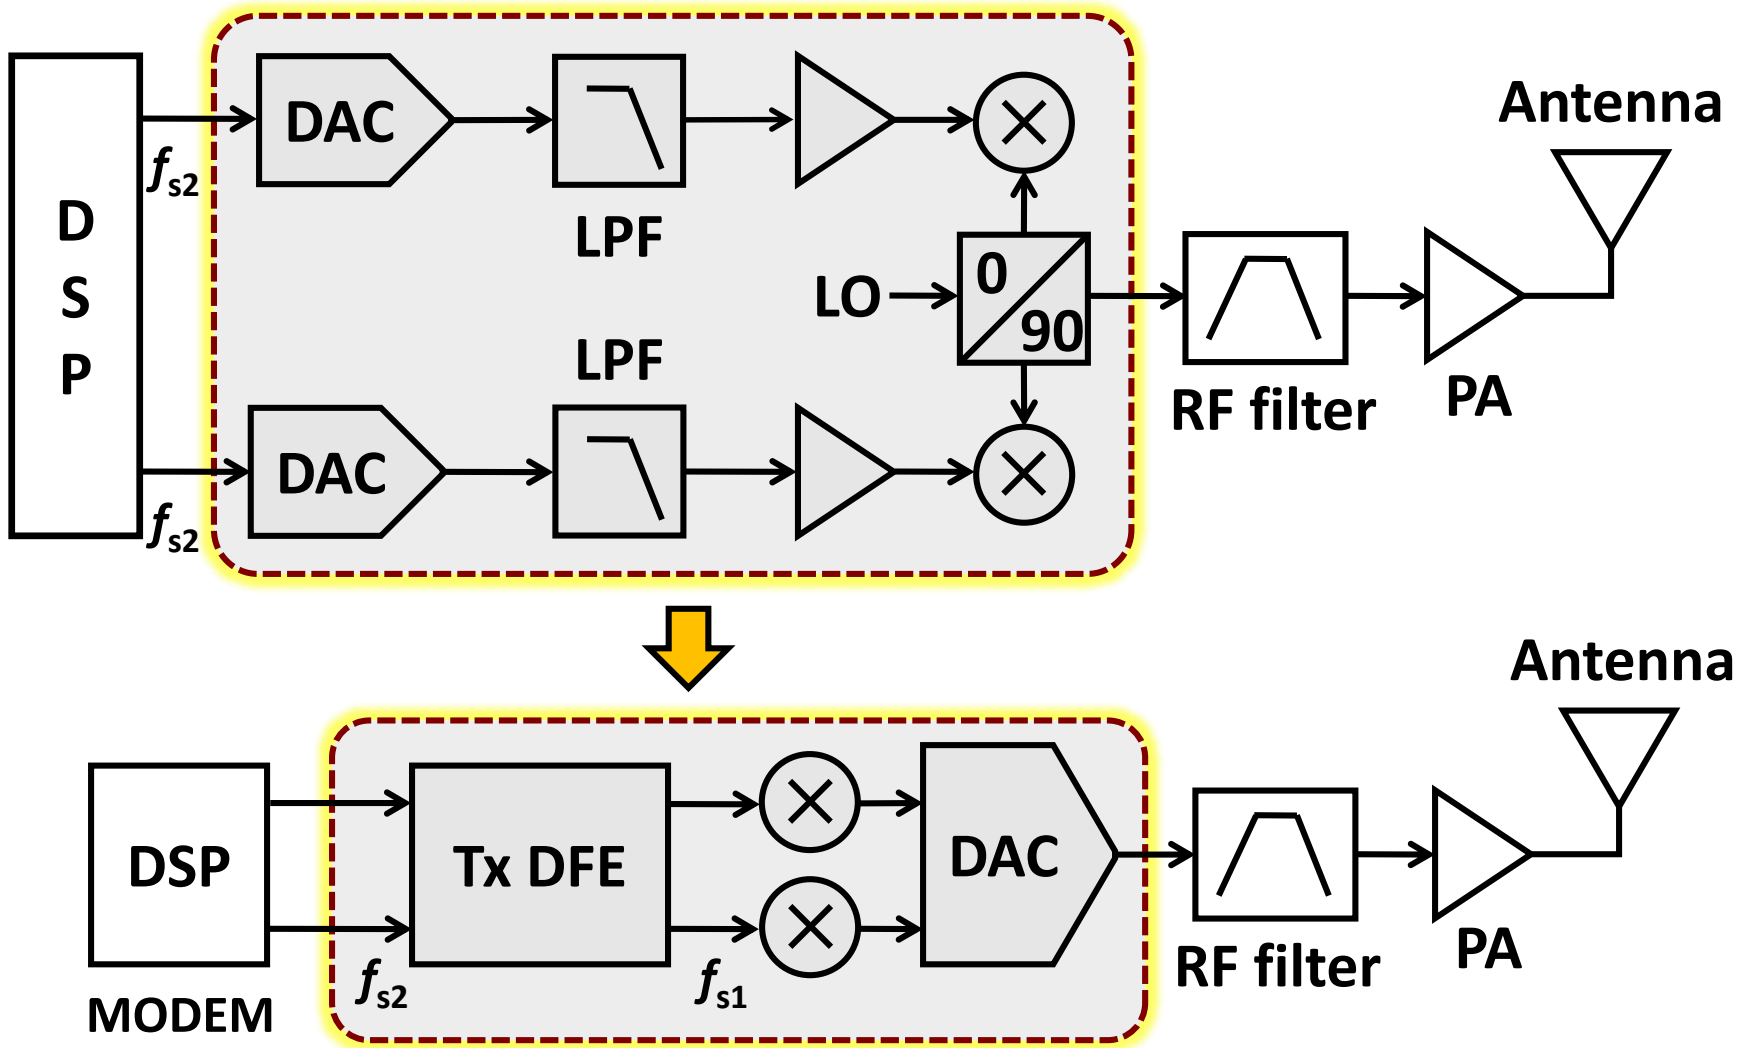 Antenna
DAC
fs2
D
S
P
LPF
0
LO
90
LPF
RF filter
PA
DAC
fs2
Antenna
DSP
Tx DFE
DAC
MODEM
fs2
fs1
RF filter
PA